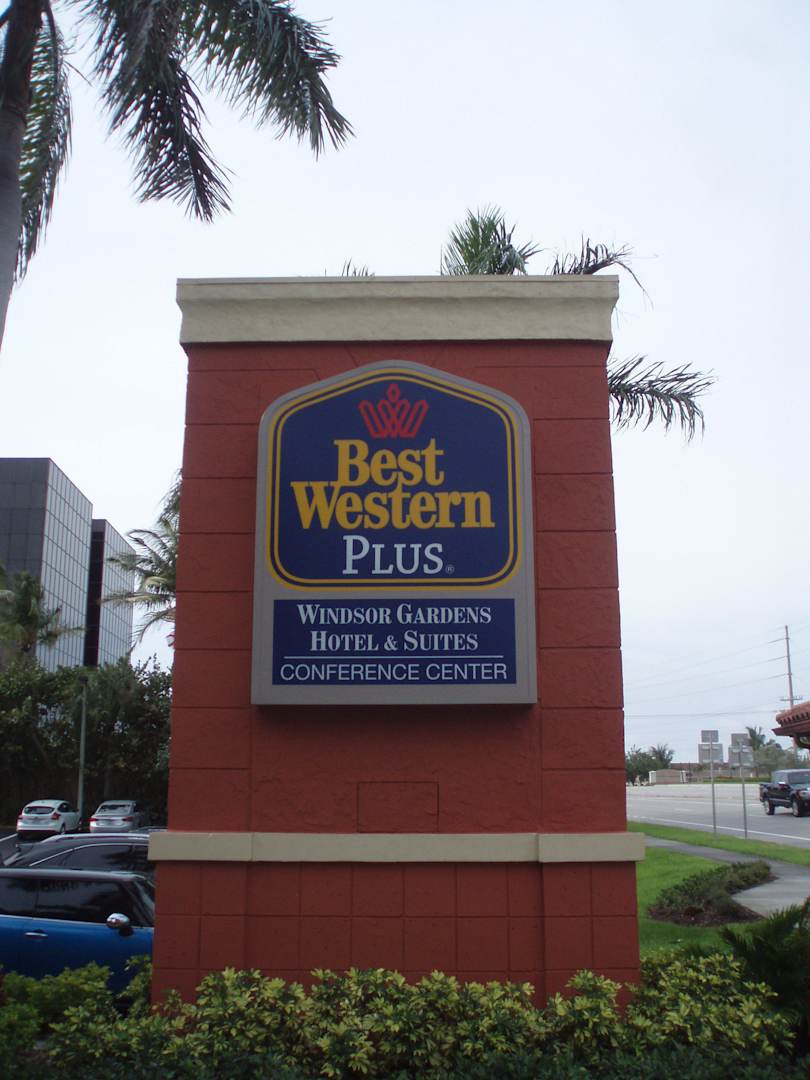 Best
Western
PLUS®
WINDSOR GARDENS
HOTEL & SUITES
CONFERENCE CENTER